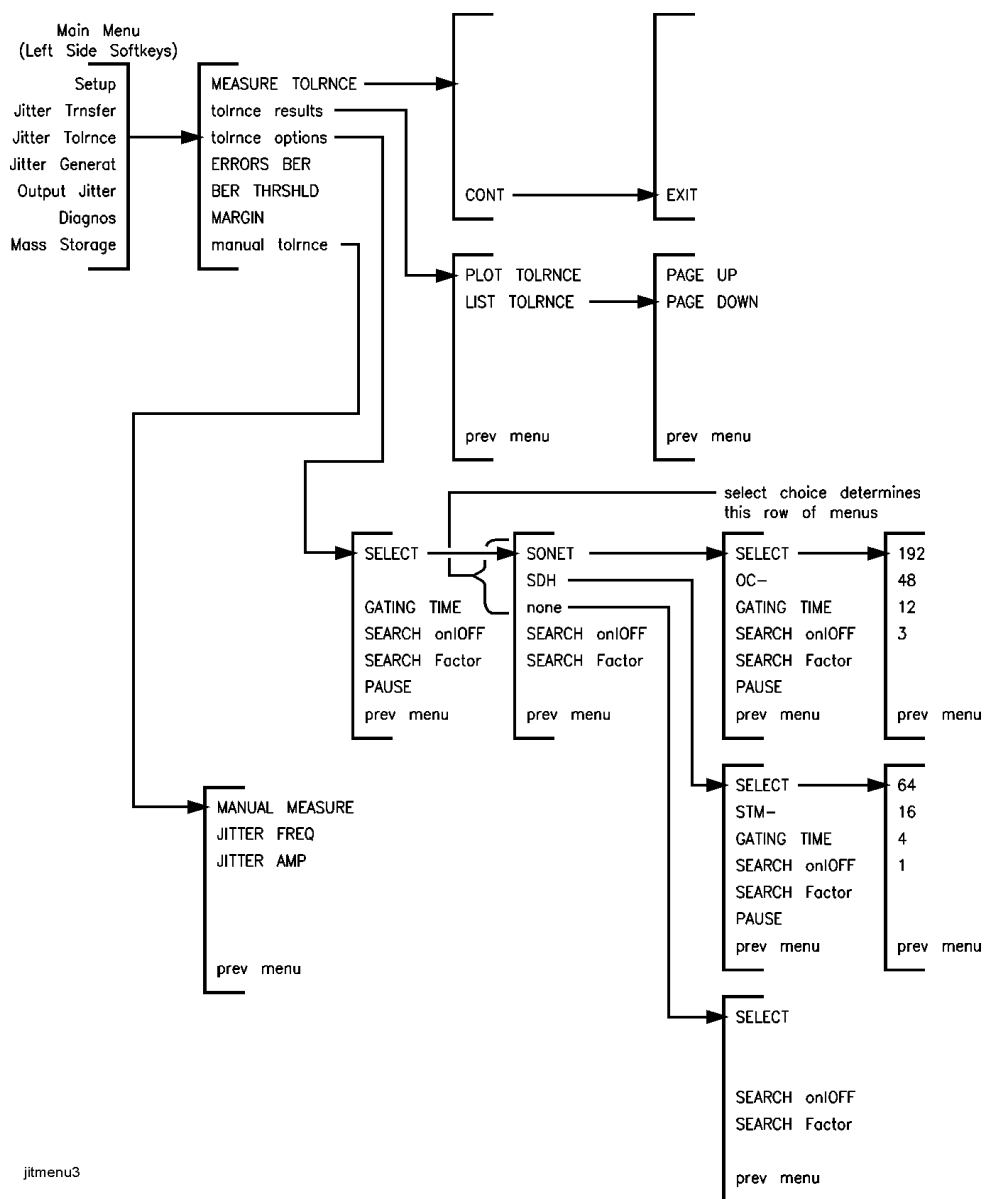 Main Menu
(Left Side Softkeys)
Setup
Jitter Trnsfer
Jitter Tolrnce
Jitter Generat
Output Jitter
Diagnos
Mass Storage
MEASURE TOLRNCE
tolrnce results
tolrnce options
ERRORS BER
BER THRSHLD
MARGIN
manual tolrnce
CONT
EXIT
PLOT TOLRNCE
LIST TOLRNCE
prev menu
PAGE UP
PAGE DOWN
prev menu
select choice determines
this row of menus
SELECT
GATING TIME
SEARCH on|OFF
SEARCH Factor
PAUSE
prev menu
SONET
SDH
none
SEARCH on|OFF
SEARCH Factor
prev menu
SELECT
OC-
GATING TIME
SEARCH on|OFF
SEARCH Factor
PAUSE
prev menu
192
48
12
3
prev menu
SELECT
STM-
GATING TIME
SEARCH on|OFF
SEARCH Factor
PAUSE
prev menu
64
16
4
1
prev menu
MANUAL MEASURE
JITTER FREQ
JITTER AMP
prev menu
SELECT
SEARCH on|OFF
SEARCH Factor
prev menu
jitmenu3